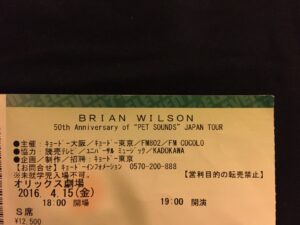 BRIAN WILSON
50th Anniversary of "PET SOUNDS" JAPAN TOUR
●主催：キョードー大阪／キョードー東京／FM802／FM COCOLO
●協力：読売テレビ／ユニバーサル ミュージック／KADOKAWA
●企画／制作／招聘：キョードー東京
【お問合せ】キョードーインフォメーション 0570-200-888
※未就学児入場不可。 【営利目的の転売禁止】
オリックス劇場
2016. 4.15(金)
18:00 開場 19:00 開演
S席
¥12,500